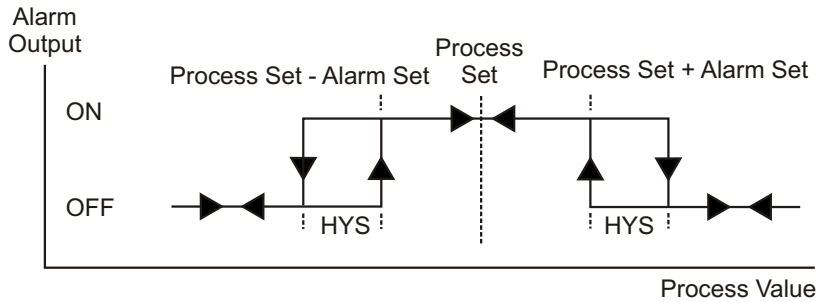 Alarm
Output
Process
Set
Process Set - Alarm Set
Process Set + Alarm Set
ON
OFF
HYS
HYS
Process Value